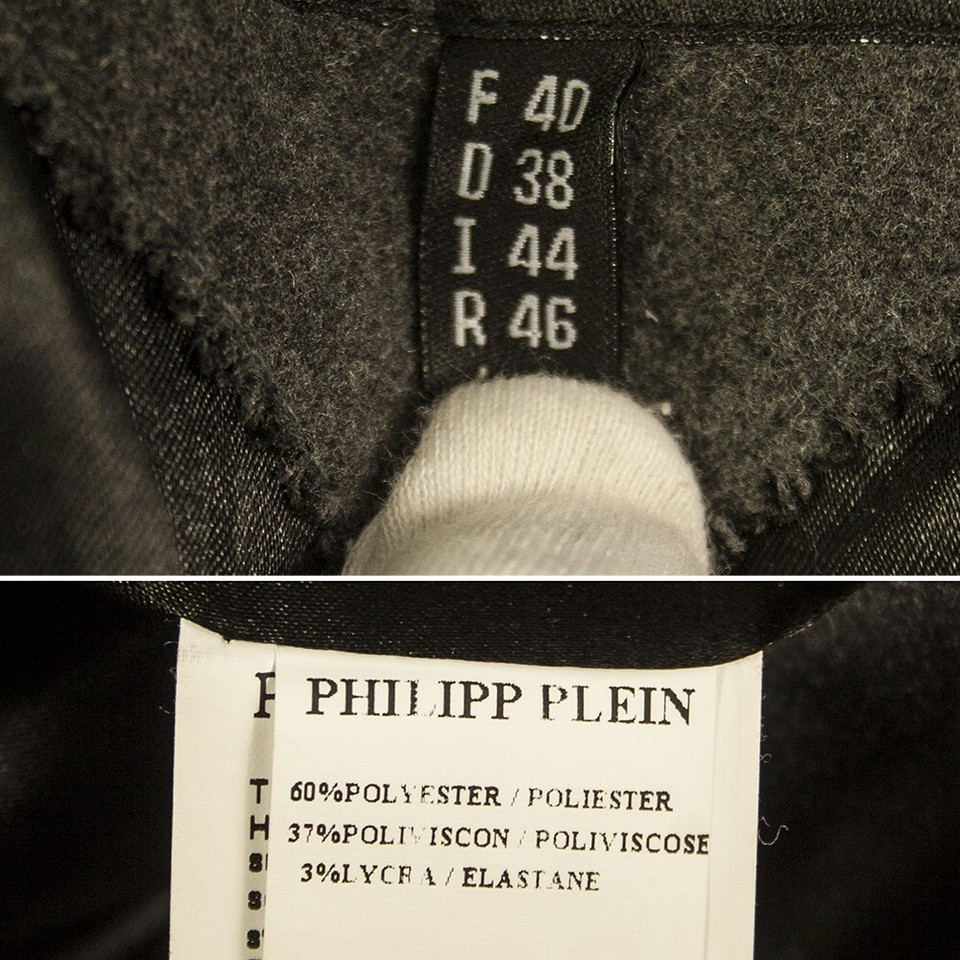 F 40
D 38
I 44
R 46
PHILIPP PLEIN
60%POLYESTER / POLIESTER
37%POLIVISCON / POLIVISCOSE
3%LYCRA / ELASTANE
P
T
H
S
S
S